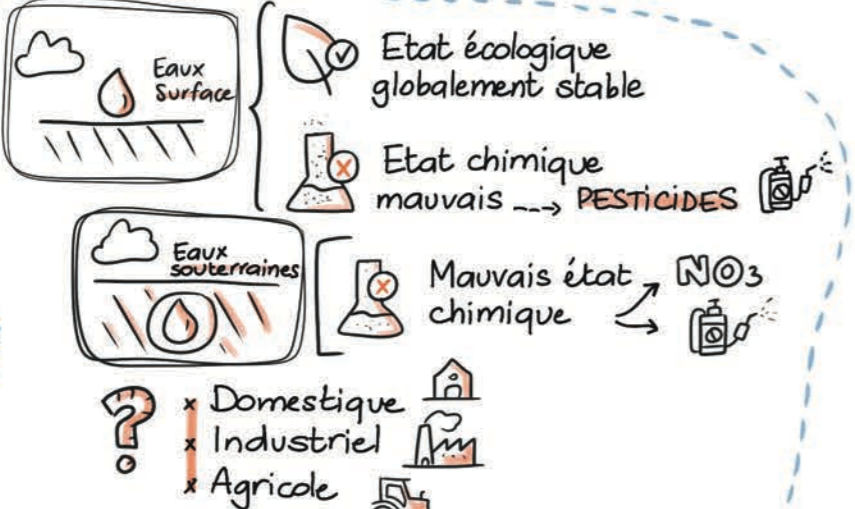 Eaux
Surface
Etat écologique
globalement stable
Etat chimique
mauvais ---> PESTICIDES
Eaux
souterraines
Mauvais état
chimique
NO3
?
x Domestique
x Industriel
x Agricole